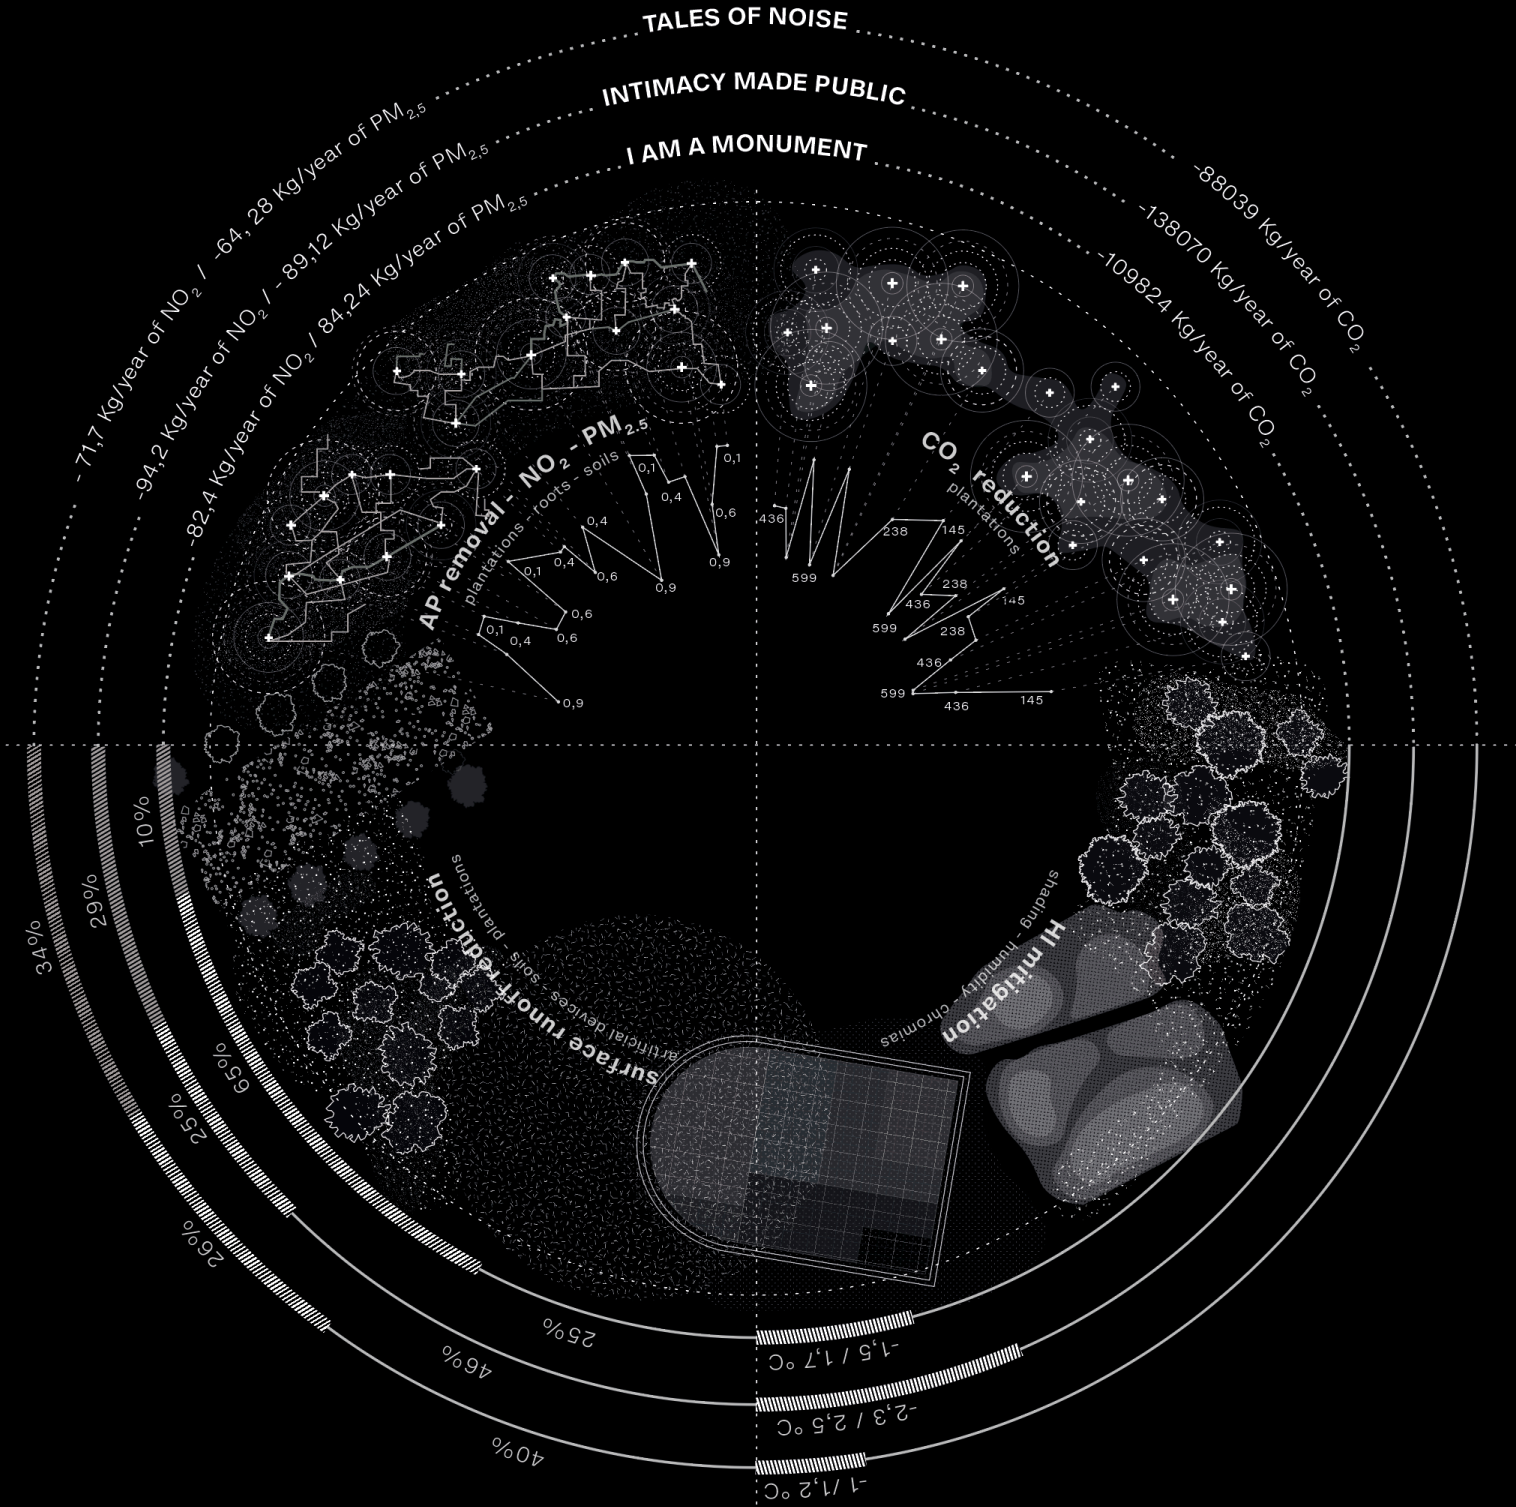 TALES OF NOISE
INTIMACY MADE PUBLIC
I AM A MONUMENT
-71,7 Kg/year of NO2 / -64, 28 Kg/year of PM2,5
-94,2 Kg/year of NO2 / - 89,12 Kg/year of PM2,5
82,4 Kg/year of NO2 / 84,24 Kg/year of PM2,5
-88039 Kg/year of CO2
-138070 Kg/year of CO2
-109824 Kg/year of CO2
AP removal - NO2 - PM2.5
plantations - roots - soils
0,1
0,4
0,9
0,6
0,1
0,4
0,6
0,9
0,1
0,4
0,6
0,6
0,1
0,4
0,9
CO2 reduction
plantations
436
599
238
145
238
436
599
145
238
436
599
436
145
surface runoff reduction
artificial devices - soils - plantations
HI mitigation
shading - humidity - chromias
10%
29%
34%
65%
25%
26%
25%
46%
40%
-1,5 / 1,7 °C
-2,3 / 2,5 °C
-1 /1,2 °C